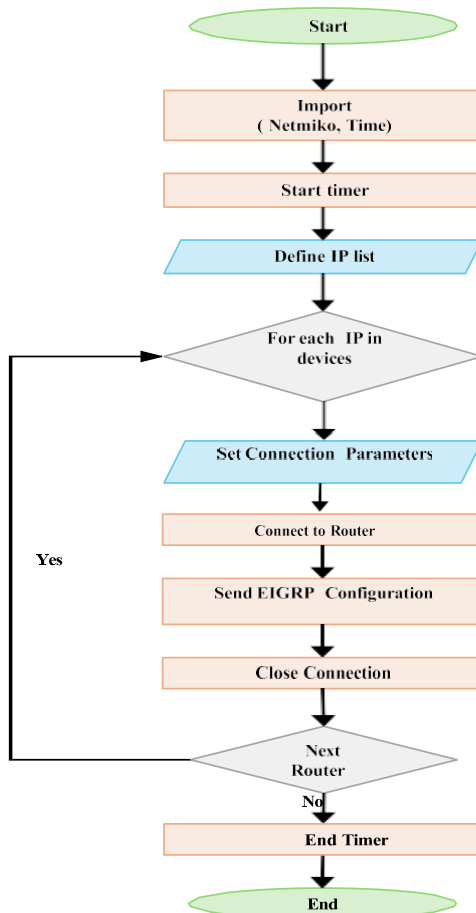 Start
Import
( Netmiko, Time)
Start timer
Define IP list
For each IP in
devices
Set Connection Parameters
Connect to Router
Yes
Send EIGRP Configuration
Close Connection
Next
Router
No
End Timer
End